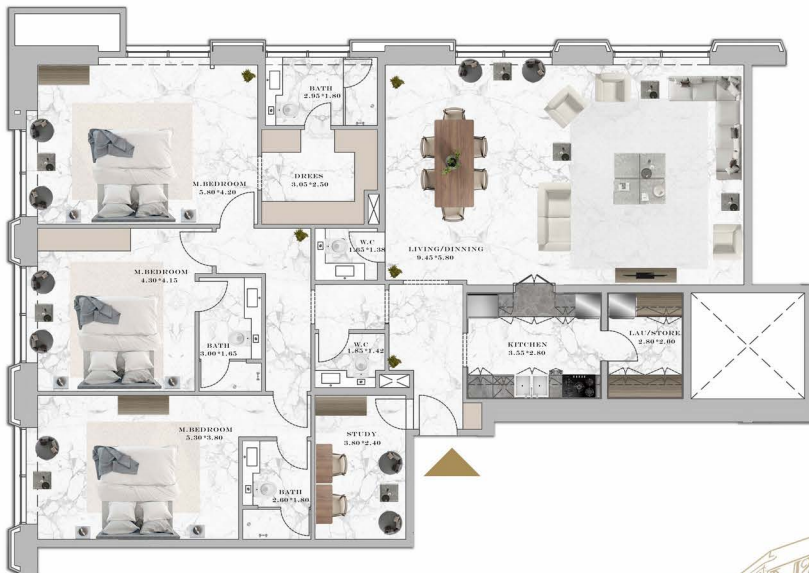 BATH
2.95*1.80
M.BEDROOM
5.80*4.20
DREES
3.05*2.50
LIVING/DINNING
9.45*5.80
W.C
1.85*1.38
M.BEDROOM
4.30*4.15
BATH
3.00*1.65
W.C
1.85*1.42
KITCHEN
3.55*2.80
LAU/STORE
2.80*2.00
M.BEDROOM
5.30*3.80
STUDY
3.80*2.40
BATH
2.60*1.80